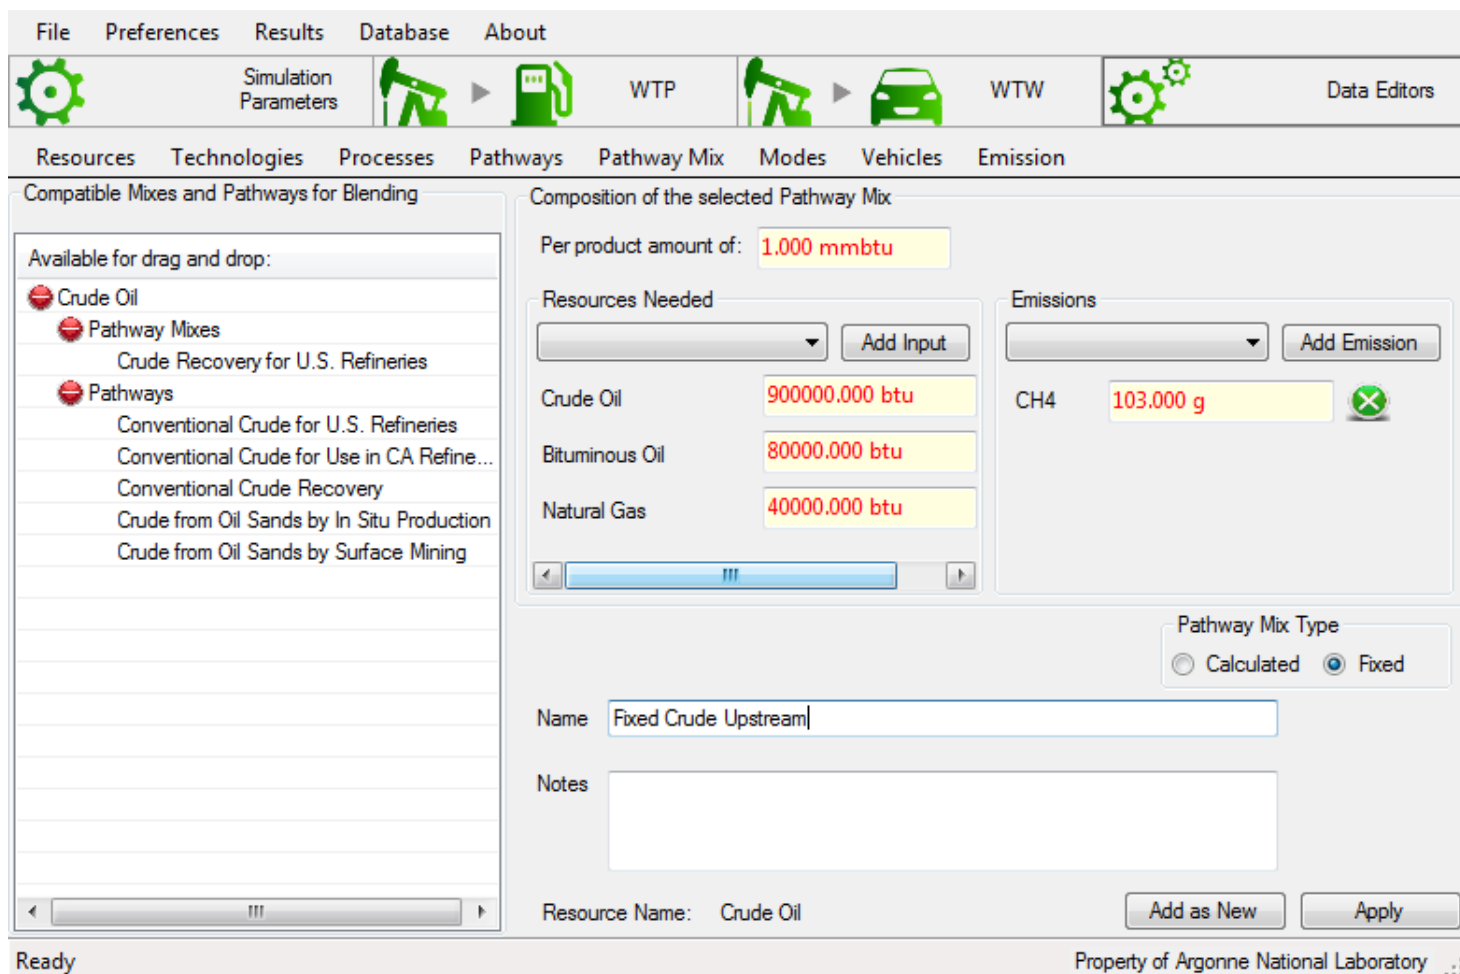 File Preferences Results Database About
Simulation Parameters WTP WTW Data Editors
Resources Technologies Processes Pathways Pathway Mix Modes Vehicles Emission
Compatible Mixes and Pathways for Blending
Available for drag and drop:
Crude Oil
Pathway Mixes
Crude Recovery for U.S. Refineries
Pathways
Conventional Crude for U.S. Refineries
Conventional Crude for Use in CA Refine...
Conventional Crude Recovery
Crude from Oil Sands by In Situ Production
Crude from Oil Sands by Surface Mining
Composition of the selected Pathway Mix
Per product amount of: 1.000 mmbtu
Resources Needed
Add Input
Crude Oil 900000.000 btu
Bituminous Oil 80000.000 btu
Natural Gas 40000.000 btu
Emissions
Add Emission
CH4 103.000 g
Pathway Mix Type
Calculated Fixed
Name Fixed Crude Upstream
Notes
Resource Name: Crude Oil Add as New Apply
Ready Property of Argonne National Laboratory